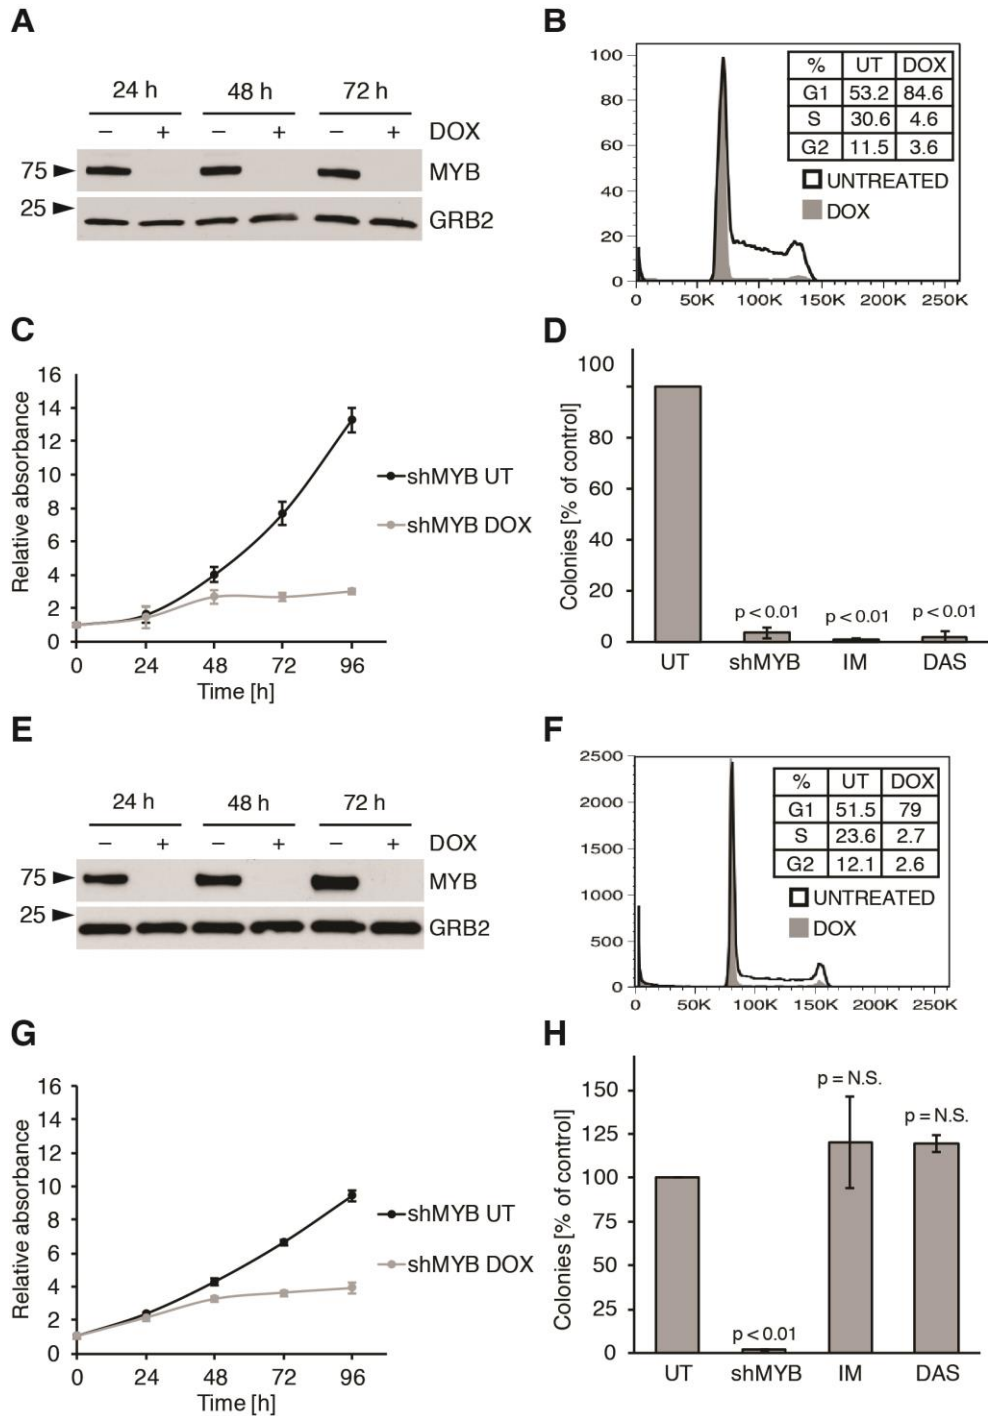 A
24 h 48 h 72 h
– + – + – + DOX
75 MYB
25 GRB2
B
100
80
60
40
20
0
0 50K 100K 150K 200K 250K
% UT DOX
G1 53.2 84.6
S 30.6 4.6
G2 11.5 3.6
UNTREATED
DOX
C
Relative absorbance
16
14
12
10
8
6
4
2
0
0 24 48 72 96
Time [h]
shMYB UT
shMYB DOX
D
Colonies [% of control]
100
80
60
40
20
0
p < 0.01 p < 0.01 p < 0.01
UT shMYB IM DAS
E
24 h 48 h 72 h
– + – + – + DOX
75 MYB
25 GRB2
F
2500
2000
1500
1000
500
0
0 50K 100K 150K 200K 250K
% UT DOX
G1 51.5 79
S 23.6 2.7
G2 12.1 2.6
UNTREATED
DOX
G
Relative absorbance
16
14
12
10
8
6
4
2
0
0 24 48 72 96
Time [h]
shMYB UT
shMYB DOX
H
Colonies [% of control]
150
125
100
75
50
25
0
p < 0.01 p = N.S. p = N.S.
UT shMYB IM DAS